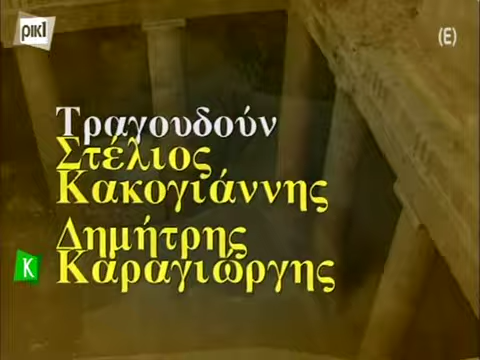 ρικ1
(E)
Τραγουδούν
Στέλιος
Κακογιάννης
Δημήτρης
Καραγιώργης
K